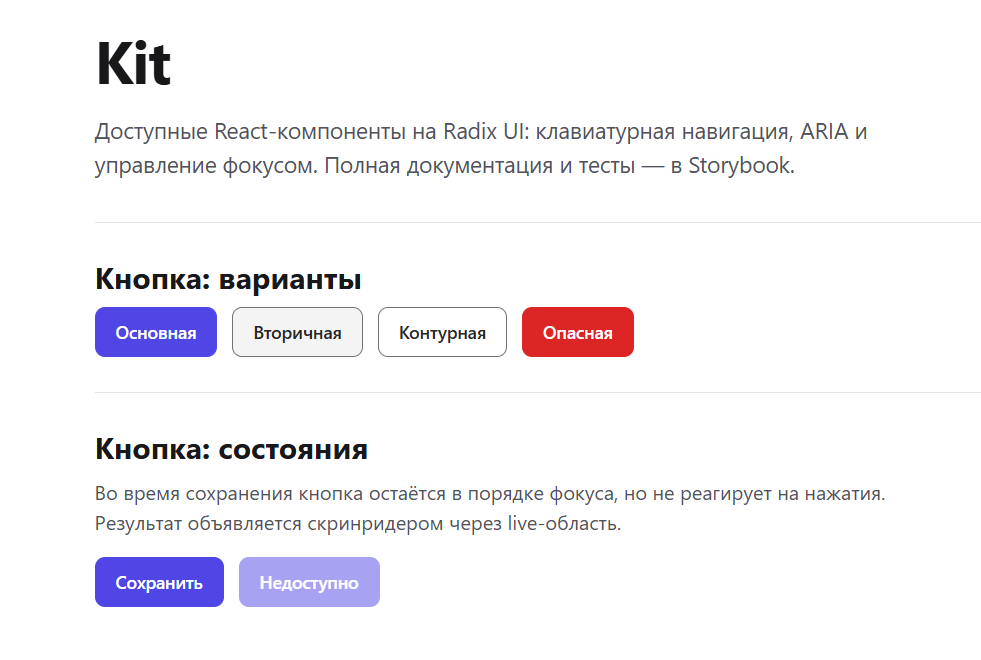 Kit
Доступные React-компоненты на Radix UI: клавиатурная навигация, ARIA и
управление фокусом. Полная документация и тесты — в Storybook.
Кнопка: варианты
Основная Вторичная Контурная Опасная
Кнопка: состояния
Во время сохранения кнопка остаётся в порядке фокуса, но не реагирует на нажатия.
Результат объявляется скринридером через live-область.
Сохранить Недоступно